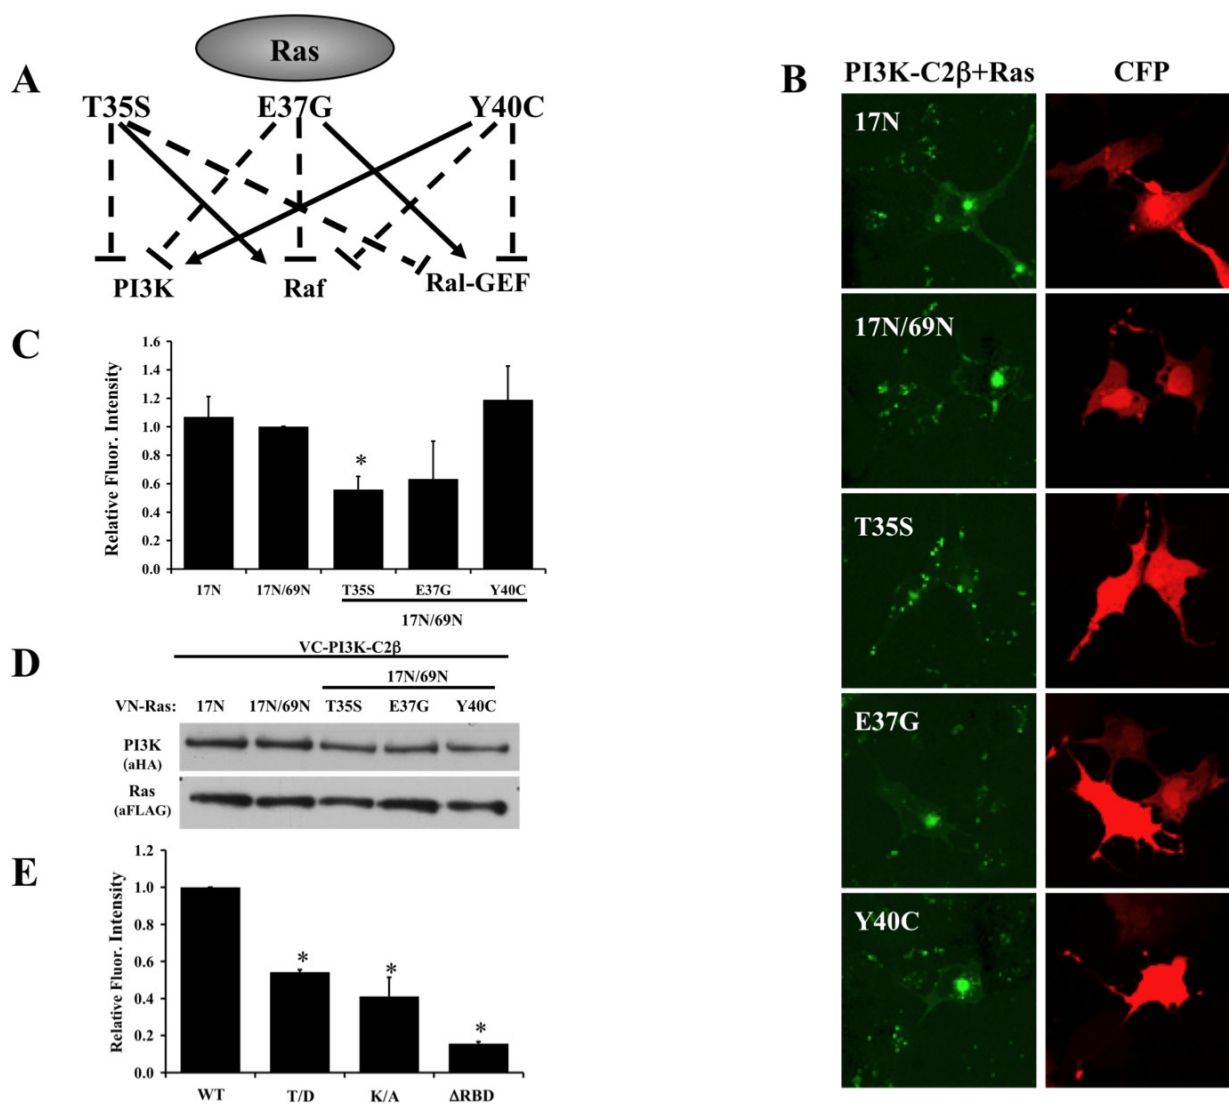 A
Ras
T35S E37G Y40C
PI3K Raf Ral-GEF
B
PI3K-C2β+Ras CFP
17N
17N/69N
T35S
E37G
Y40C
C
Relative Fluor. Intensity
1.6
1.4
1.2
1.0
0.8
0.6
0.4
0.2
0.0
*
17N 17N/69N T35S E37G Y40C
17N/69N
D
VC-PI3K-C2β
17N/69N
VN-Ras: 17N 17N/69N T35S E37G Y40C
PI3K
(aHA)
Ras
(aFLAG)
E
Relative Fluor. Intensity
1.2
1.0
0.8
0.6
0.4
0.2
0
* * *
WT T/D K/A ΔRBD